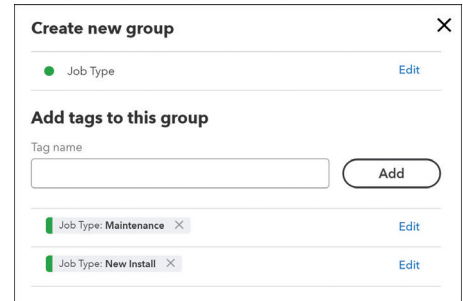 Create new group
Job Type Edit
Add tags to this group
Tag name
Add
Job Type: Maintenance Edit
Job Type: New Install Edit